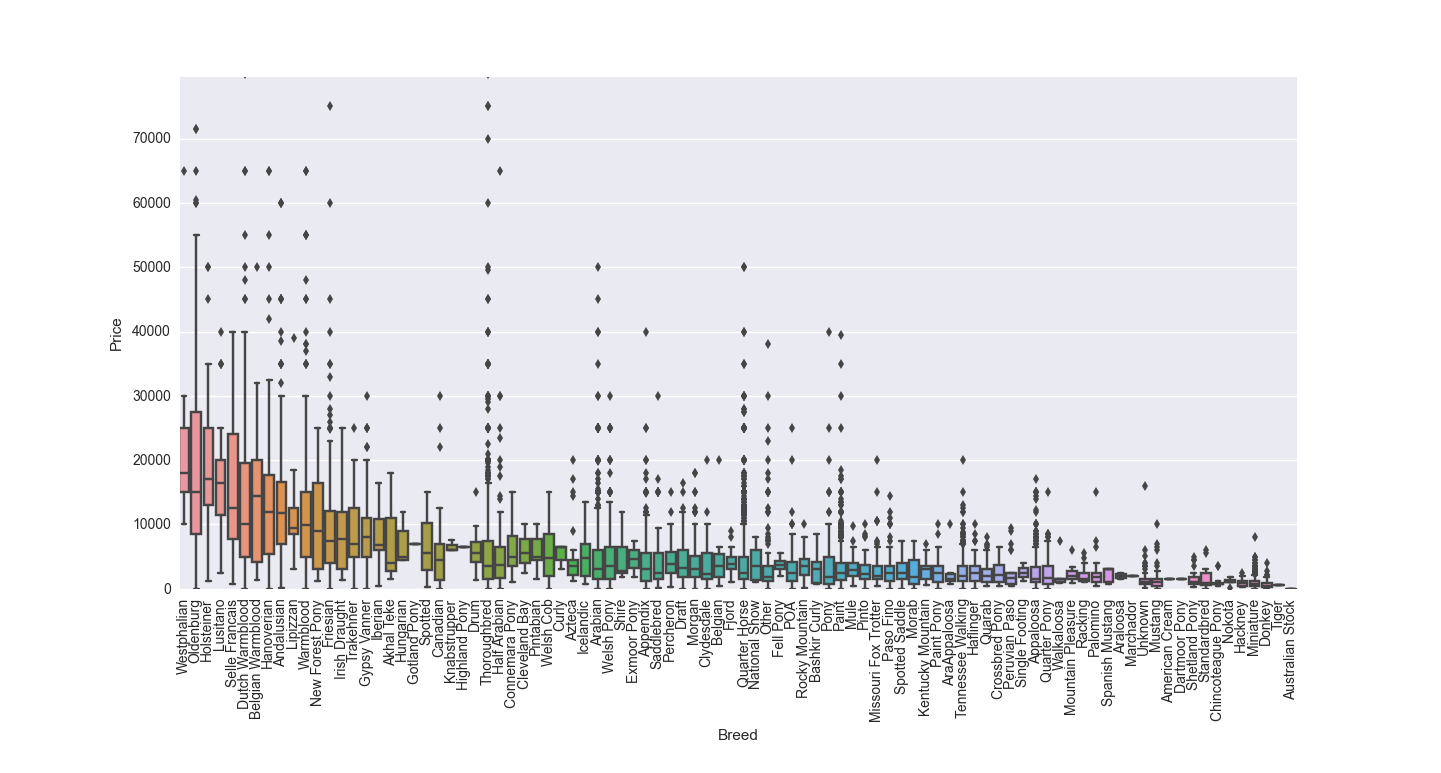 70000
60000
50000
40000
30000
20000
10000
0
Price
Westphalian
Oldenburg
Holsteiner
Lusitano
Selle Francais
Dutch Warmblood
Belgian Warmblood
Hanoverian
Andalusian
Lipizzan
Warmblood
New Forest Pony
Friesian
Irish Draught
Trakehner
Gypsy Vanner
Iberian
Akhal Teke
Hungarian
Gotland Pony
Spotted
Canadian
Knabstrupper
Highland Pony
Drum
Thoroughbred
Half Arabian
Connemara Pony
Cleveland Bay
Pintabian
Welsh Cob
Curly
Azteca
Icelandic
Arabian
Welsh Pony
Shire
Exmoor Pony
Appendix
Saddlebred
Percheron
Draft
Morgan
Clydesdale
Belgian
Fjord
Quarter Horse
National Show
Other
Fell Pony
POA
Rocky Mountain
Bashkir Curly
Pony
Paint
Mule
Pinto
Missouri Fox Trotter
Paso Fino
Spotted Saddle
Morab
Kentucky Mountain
Paint Pony
AraAppaloosa
Tennessee Walking
Haflinger
Quarab
Crossbred Pony
Peruvian Paso
Single Footing
Appaloosa
Quarter Pony
Walkaloosa
Mountain Pleasure
Racking
Palomino
Spanish Mustang
Araloosa
Marchador
Unknown
Mustang
American Cream
Dartmoor Pony
Shetland Pony
Standardbred
Chincoteague Pony
Nokota
Hackney
Miniature
Donkey
Tiger
Australian Stock
Breed